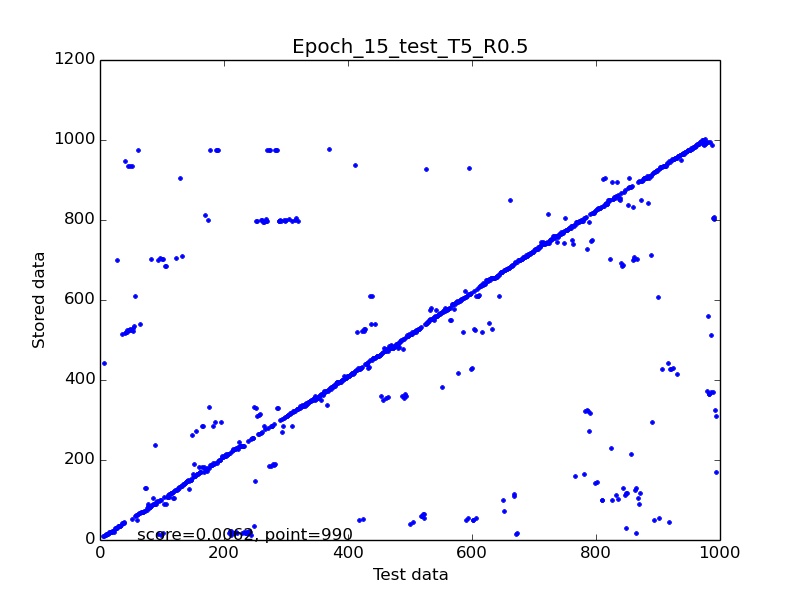 Epoch_15_test_T5_R0.5
1200
1000
800
600
400
200
0
Stored data
score=0.0062, point=990
0 200 400 600 800 1000
Test data